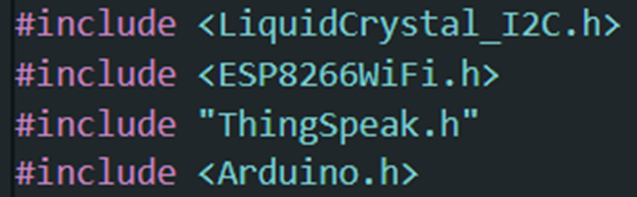 #include <LiquidCrystal_I2C.h>
#include <ESP8266WiFi.h>
#include "ThingSpeak.h"
#include <Arduino.h>